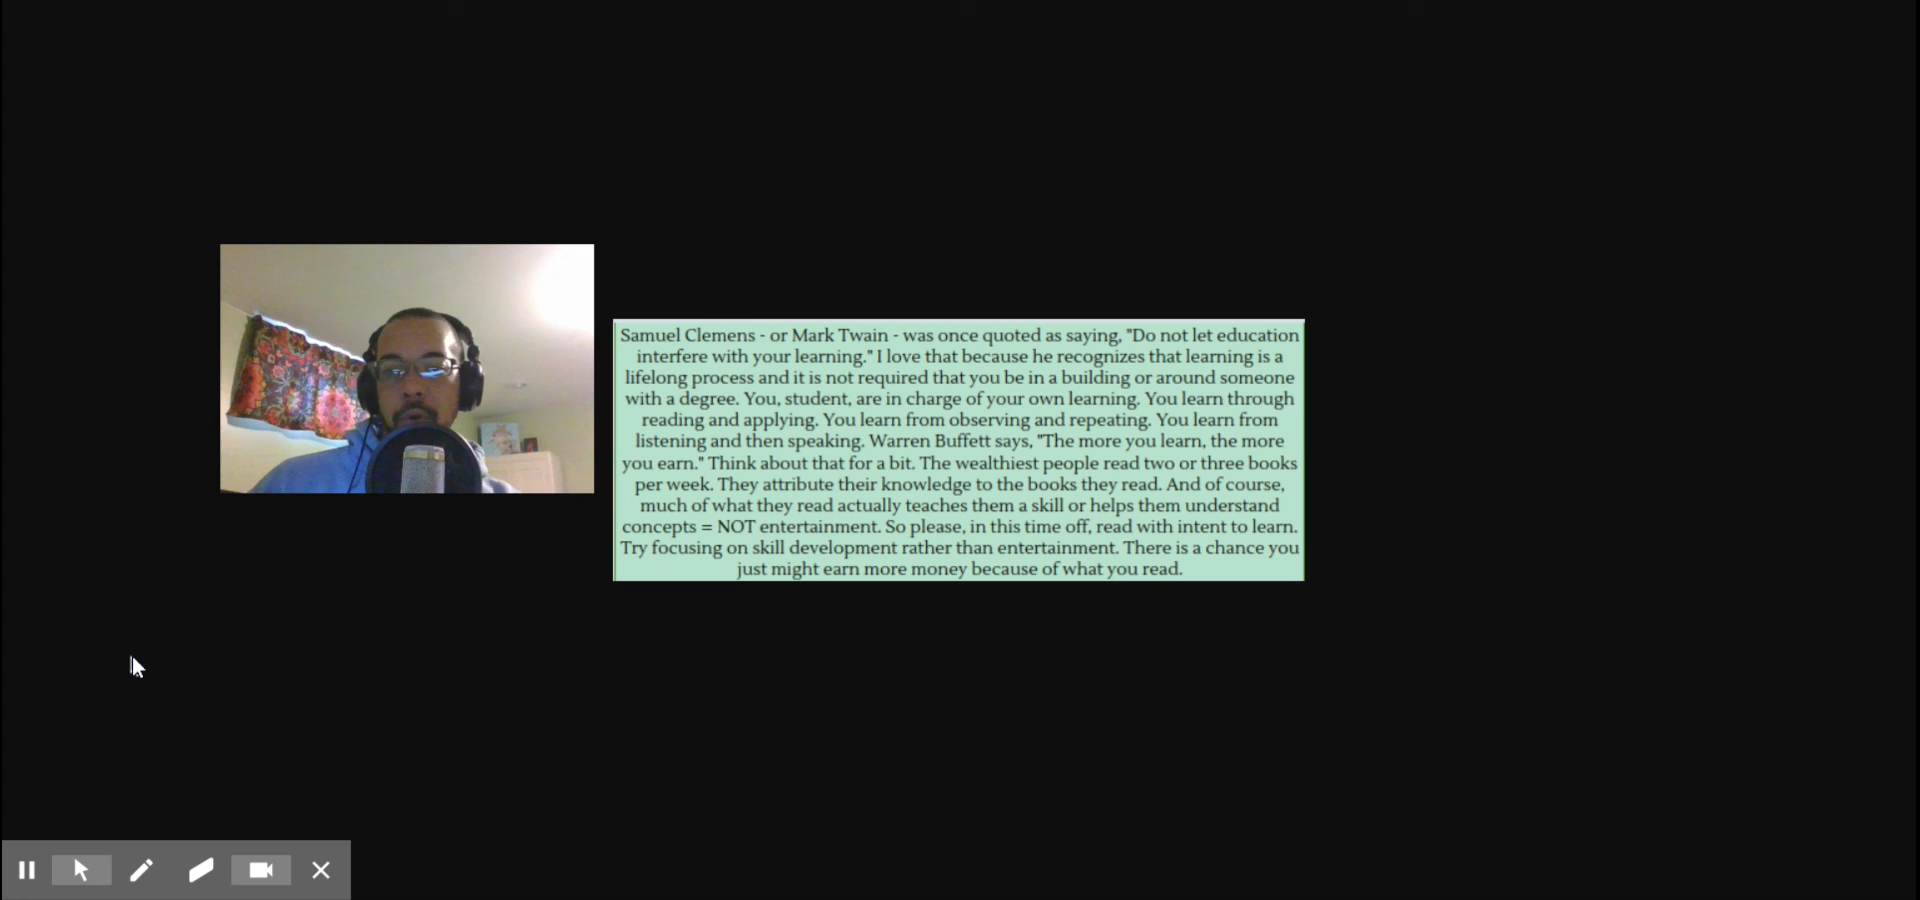 Samuel Clemens - or Mark Twain - was once quoted as saying, "Do not let education
interfere with your learning." I love that because he recognizes that learning is a
lifelong process and it is not required that you be in a building or around someone
with a degree. You, student, are in charge of your own learning. You learn through
reading and applying. You learn from observing and repeating. You learn from
listening and then speaking. Warren Buffett says, "The more you learn, the more
you earn." Think about that for a bit. The wealthiest people read two or three books
per week. They attribute their knowledge to the books they read. And of course,
much of what they read actually teaches them a skill or helps them understand
concepts = NOT entertainment. So please, in this time off, read with intent to learn.
Try focusing on skill development rather than entertainment. There is a chance you
just might earn more money because of what you read.